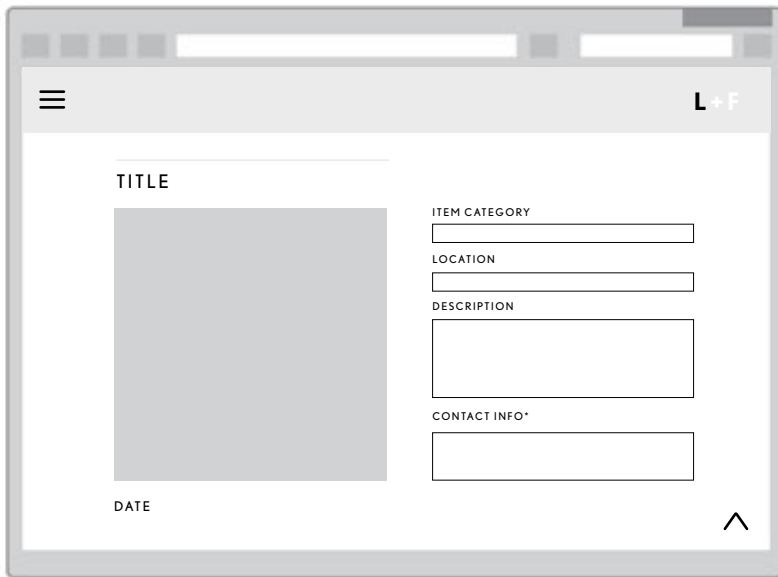 L+F
TITLE
ITEM CATEGORY
LOCATION
DESCRIPTION
CONTACT INFO*
DATE